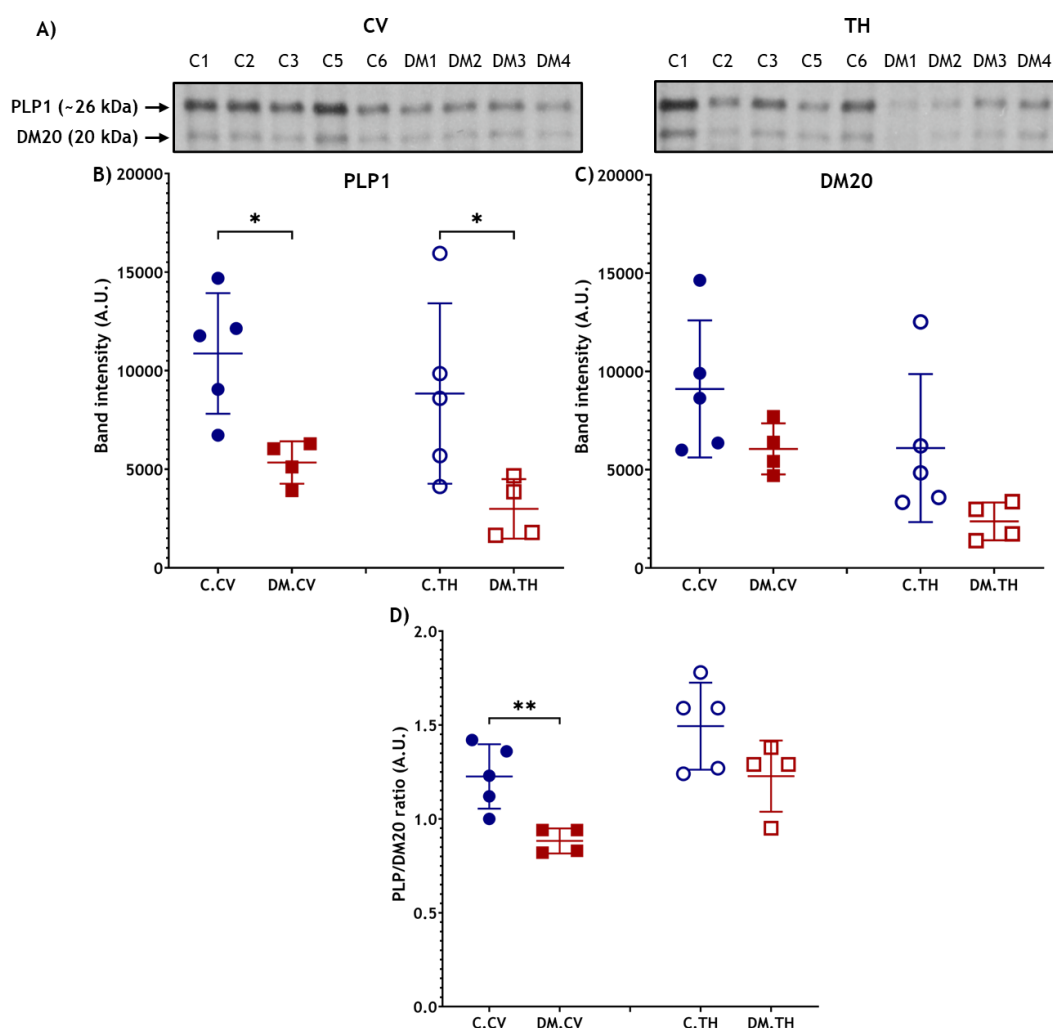 A)
CV
TH
C1 C2 C3 C5 C6 DM1 DM2 DM3 DM4
C1 C2 C3 C5 C6 DM1 DM2 DM3 DM4
PLP1 (~26 kDa)
DM20 (20 kDa)
B)
PLP1
Band intensity (A.U.)
20000
15000
10000
5000
0
*
*
C.CV DM.CV C.TH DM.TH
C)
DM20
Band intensity (A.U.)
20000
15000
10000
5000
0
C.CV DM.CV C.TH DM.TH
D)
PLP/DM20 ratio (A.U.)
2.0
1.5
1.0
0.5
0.0
**
C.CV DM.CV C.TH DM.TH